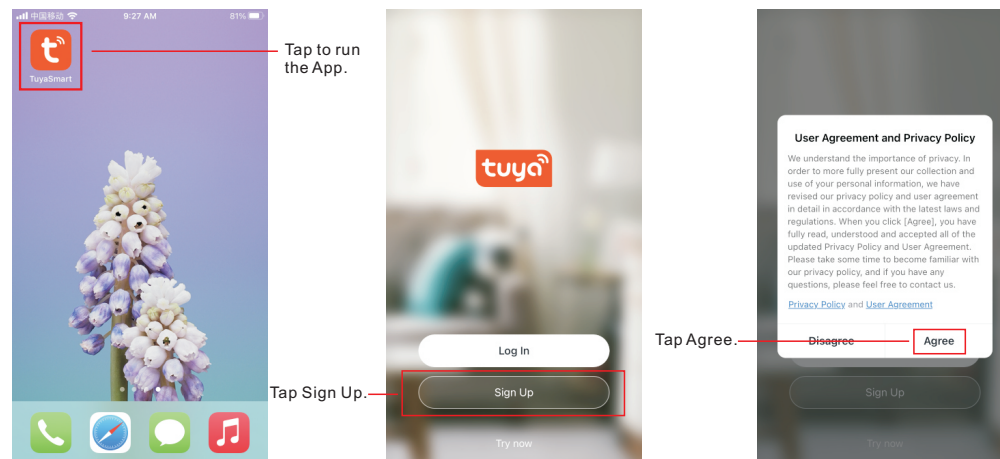 中国移动 9:27 AM 81%
TuyaSmart
Tap to run
the App.
tuya
Log In
Tap Sign Up.
Sign Up
Try now
User Agreement and Privacy Policy
We understand the importance of privacy. In
order to more fully present our collection and
use of your personal information, we have
revised our privacy policy and user agreement
in detail in accordance with the latest laws and
regulations. When you click [Agree], you have
fully read, understood and accepted all of the
updated Privacy Policy and User Agreement.
Please take some time to become familiar with
our privacy policy, and if you have any
questions, please feel free to contact us.
Privacy Policy and User Agreement
Tap Agree.
Disagree Agree
Sign Up
Try now